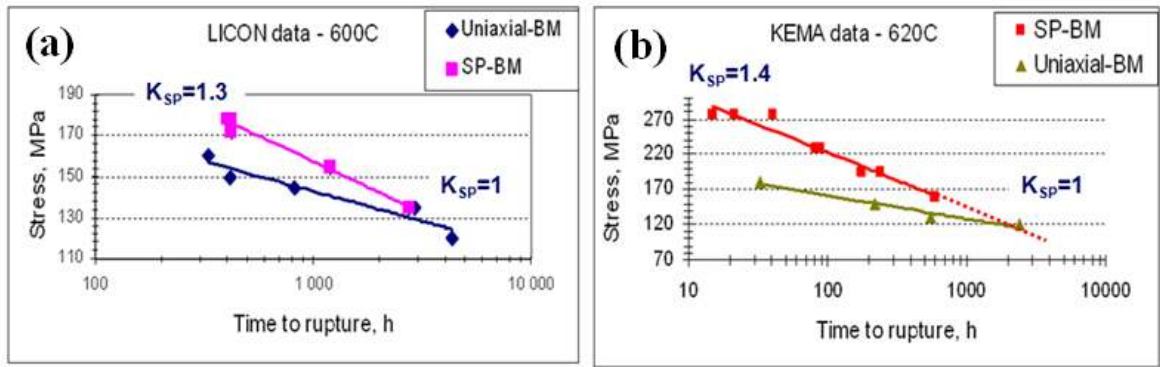 (a)
LICON data - 600C
Uniaxial-BM
SP-BM
K_SP=1.3
K_SP=1
Stress, MPa
190
170
150
130
110
100
1 000
10 000
Time to rupture, h
(b)
KEMA data - 620C
SP-BM
Uniaxial-BM
K_SP=1.4
K_SP=1
Stress, MPa
270
220
170
120
70
10
100
1000
10000
Time to rupture, h